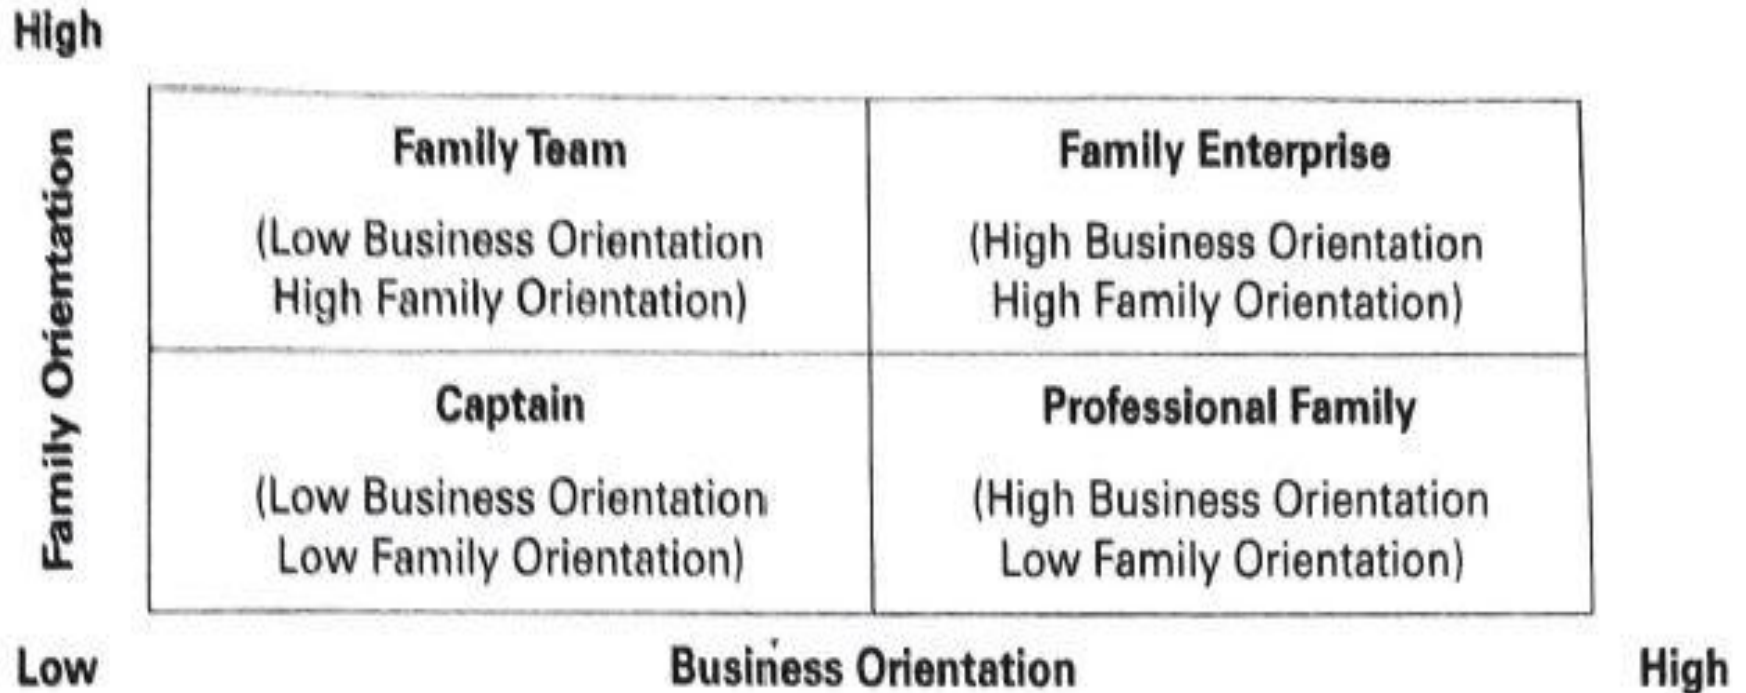 High
Family Orientation
Family Team
(Low Business Orientation
High Family Orientation)
Family Enterprise
(High Business Orientation
High Family Orientation)
Captain
(Low Business Orientation
Low Family Orientation)
Professional Family
(High Business Orientation
Low Family Orientation)
Low
Business Orientation
High